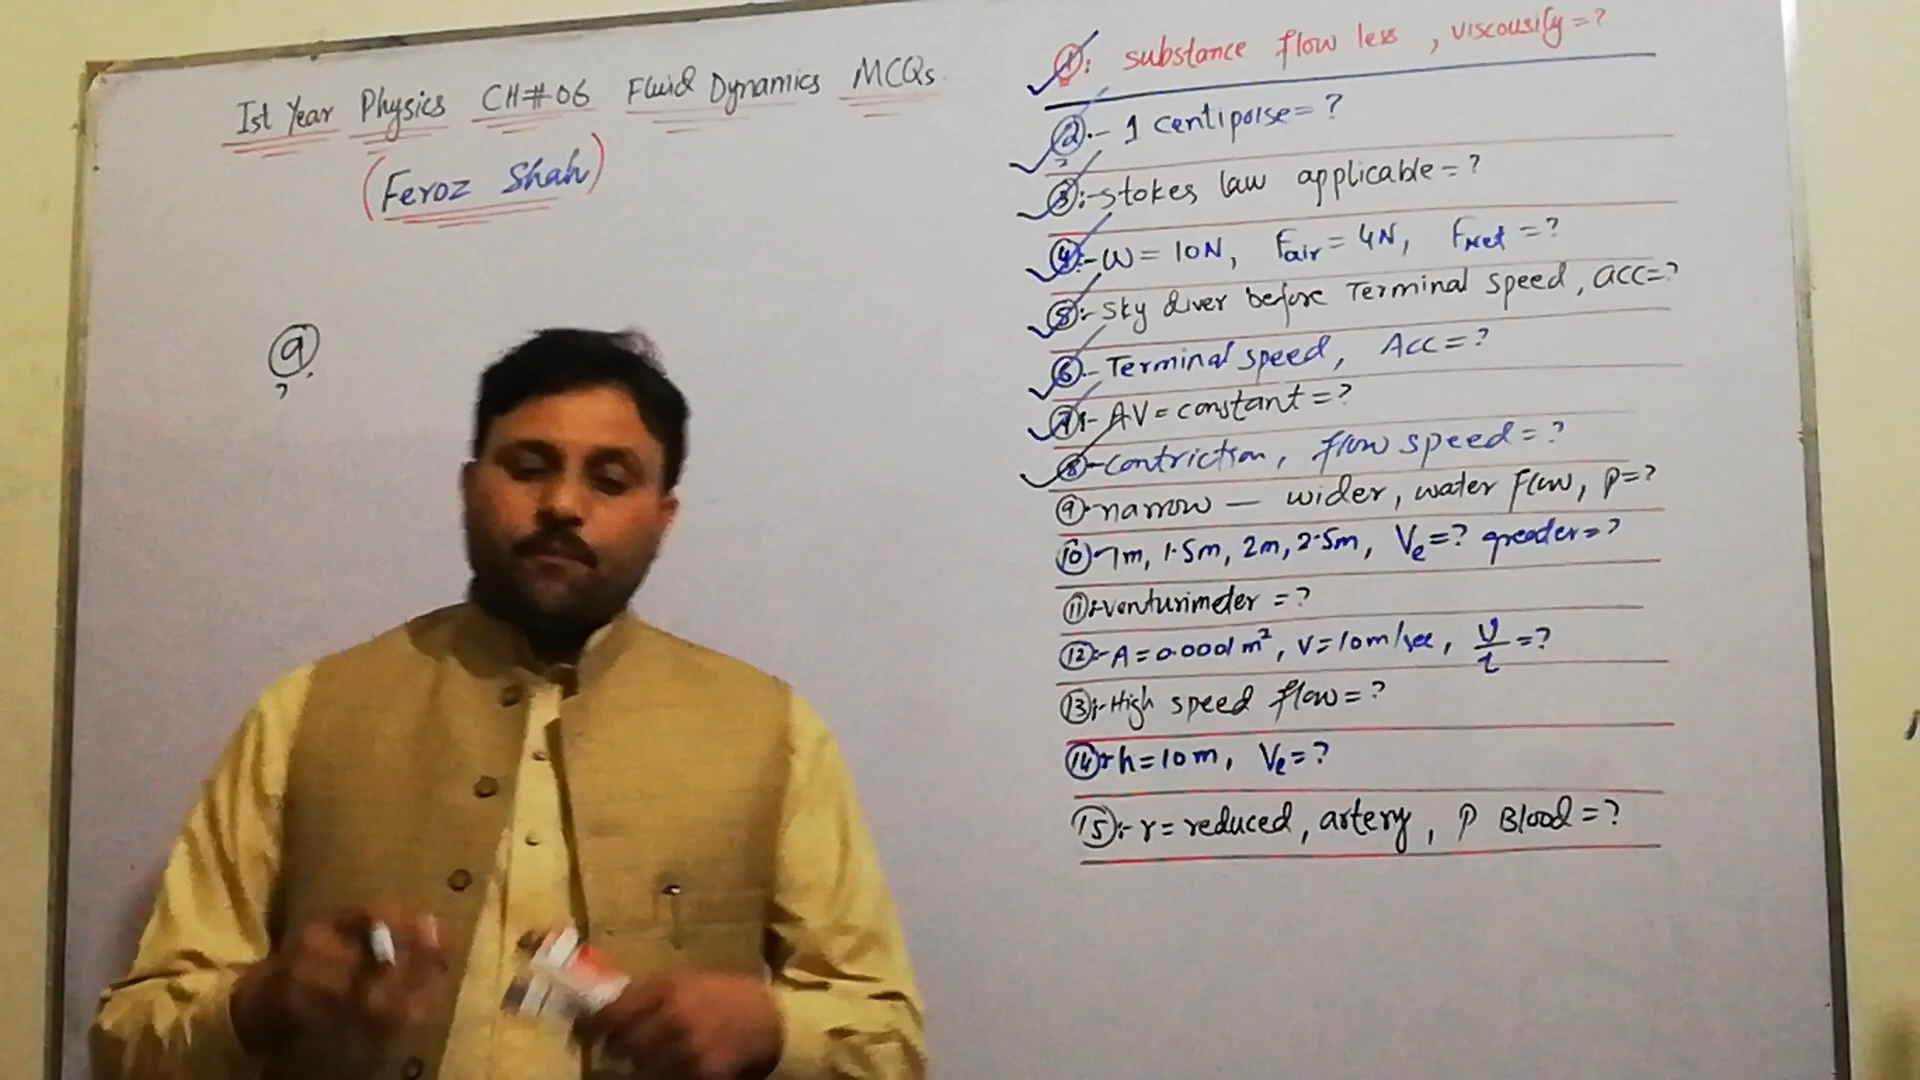 Ist Year Physics CH#06 Fluid Dynamics MCQs.
(Feroz Shah)
9
?
①: substance flow less, viscousify=?
②:- 1 centipoise=?
③:- stokes law applicable=?
④:- W = 10N, Fair = 4N, FNet =?
⑤:- Sky diver before Terminal speed, acc=?
⑥- Terminal speed, Acc=?
⑦:- AV = constant =?
⑧- contriction, flow speed=?
⑨- narrow — wider, water flow, P=?
⑩- 1m, 1.5m, 2m, 2.5m, Ve=? greader=?
⑪:- venturimeter =?
⑫:- A=0.0001 m², V=10m/sec, V/t =?
⑬:- High speed flow=?
⑭:- h=10m, Ve=?
⑮:- r=reduced, artery, P Blood=?